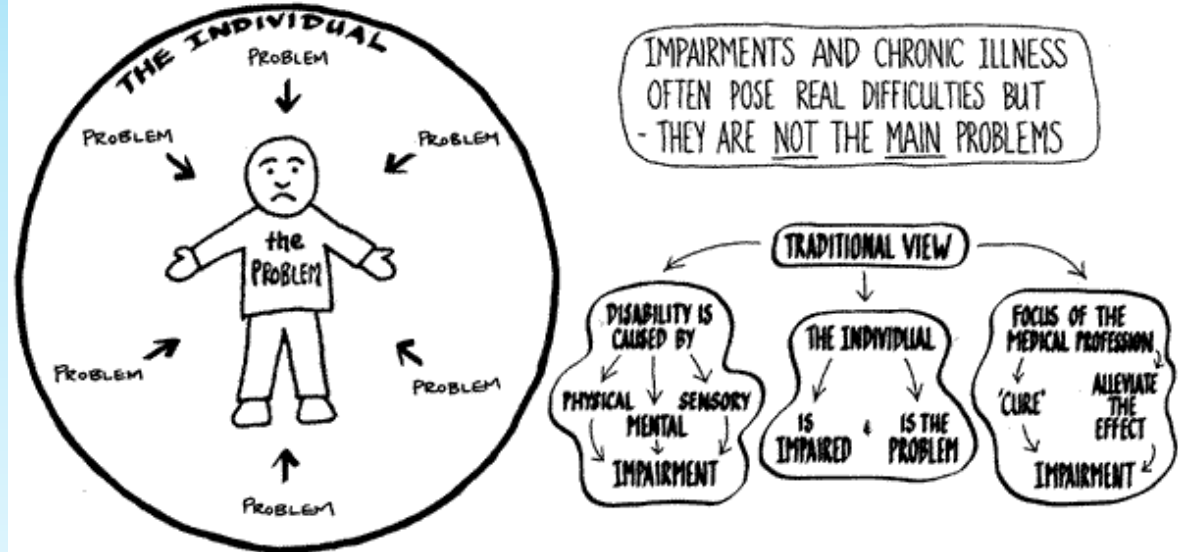 THE INDIVIDUAL
PROBLEM
PROBLEM
PROBLEM
the
PROBLEM
PROBLEM
PROBLEM
PROBLEM
IMPAIRMENTS AND CHRONIC ILLNESS
OFTEN POSE REAL DIFFICULTIES BUT
- THEY ARE NOT THE MAIN PROBLEMS
TRADITIONAL VIEW
DISABILITY IS
CAUSED BY
PHYSICAL SENSORY
MENTAL
IMPAIRMENT
THE INDIVIDUAL
IS & IS THE
IMPAIRED PROBLEM
FOCUS OF THE
MEDICAL PROFESSION
'CURE' ALLEVIATE
THE
EFFECT
IMPAIRMENT